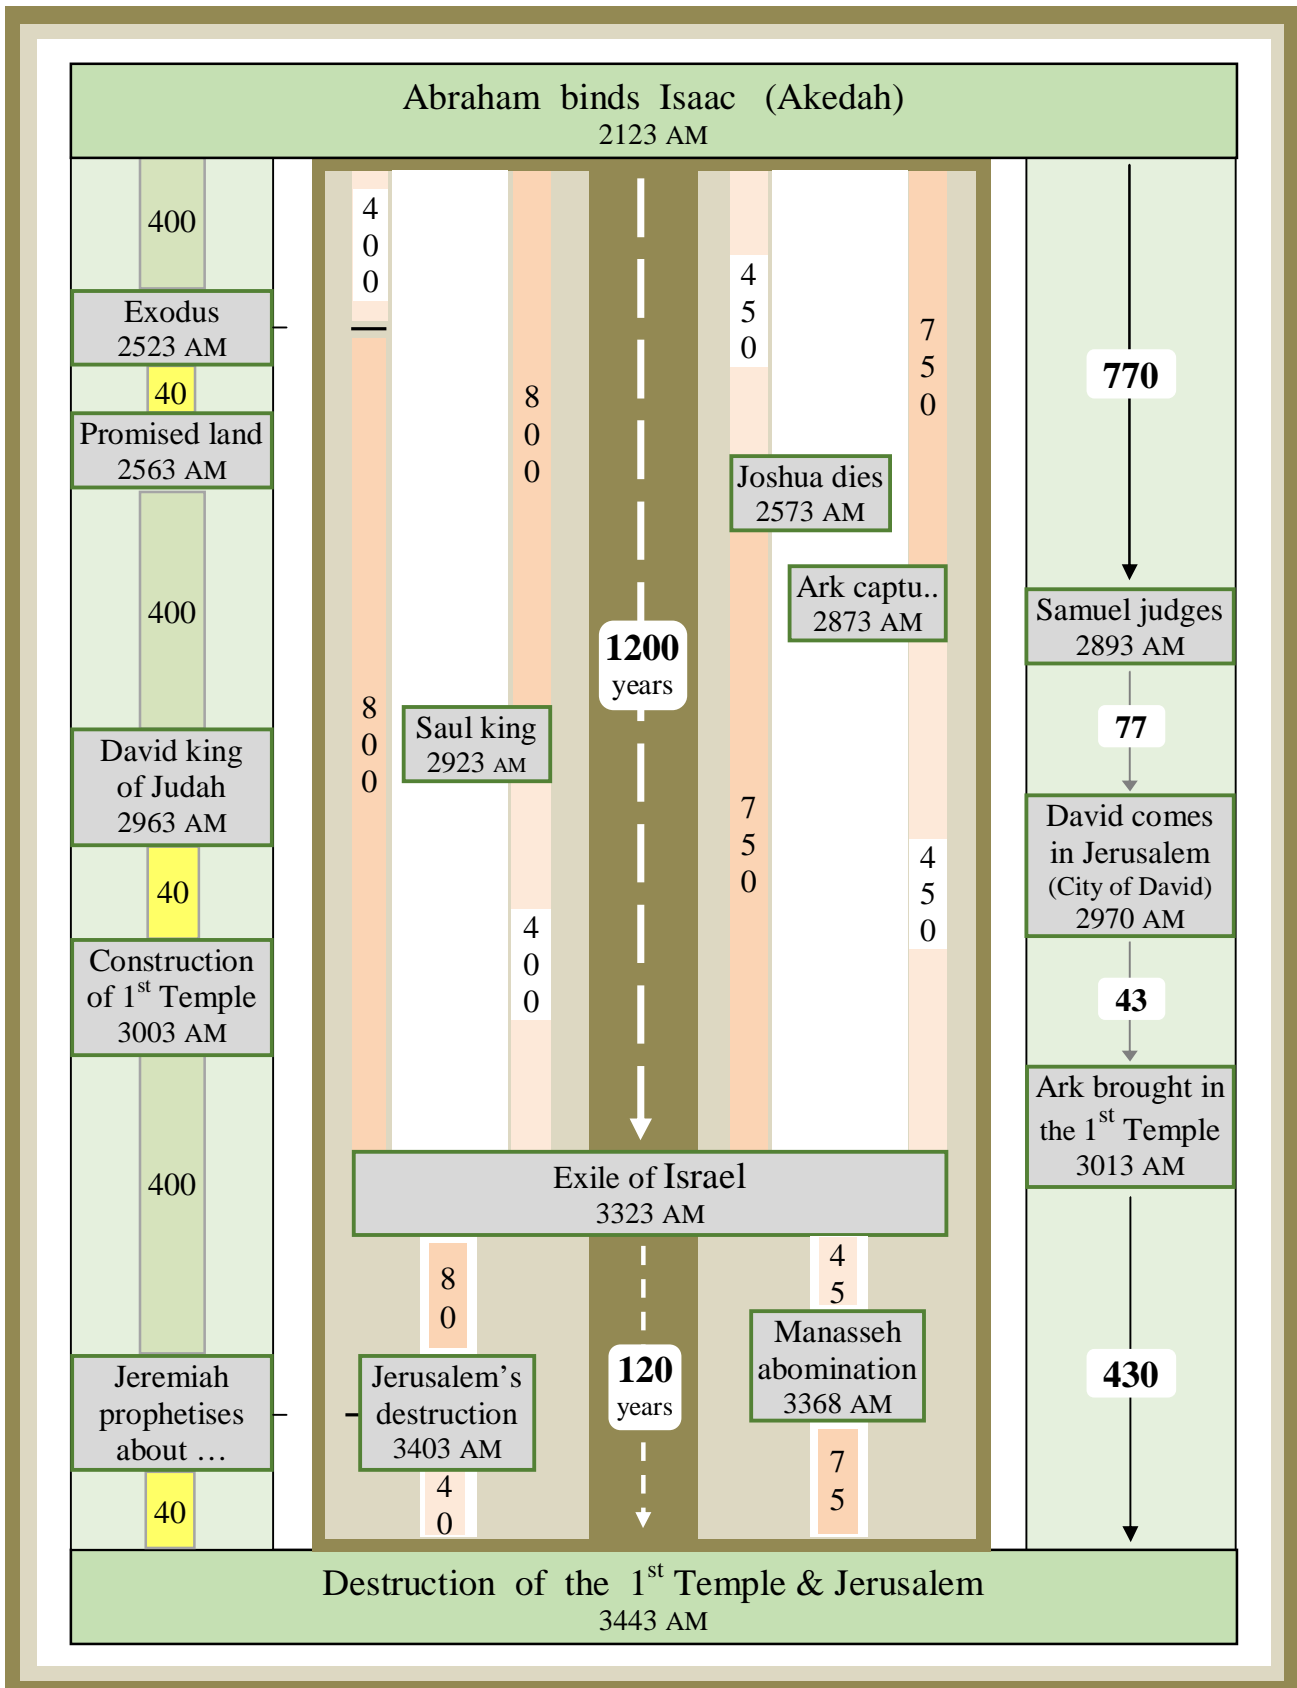 Abraham binds Isaac (Akedah)
2123 AM
400
Exodus
2523 AM
40
Promised land
2563 AM
400
David king
of Judah
2963 AM
40
Construction
of 1st Temple
3003 AM
400
Jeremiah
prophetises
about …
40
4
0
0
8
0
0
8
0
0
Saul king
2923 AM
4
0
0
1200
years
4
5
0
7
5
0
Joshua dies
2573 AM
Ark captu..
2873 AM
7
5
0
4
5
0
Exile of Israel
3323 AM
8
0
Jerusalem’s
destruction
3403 AM
4
0
120
years
4
5
Manasseh
abomination
3368 AM
7
5
770
Samuel judges
2893 AM
77
David comes
in Jerusalem
(City of David)
2970 AM
43
Ark brought in
the 1st Temple
3013 AM
430
Destruction of the 1st Temple & Jerusalem
3443 AM